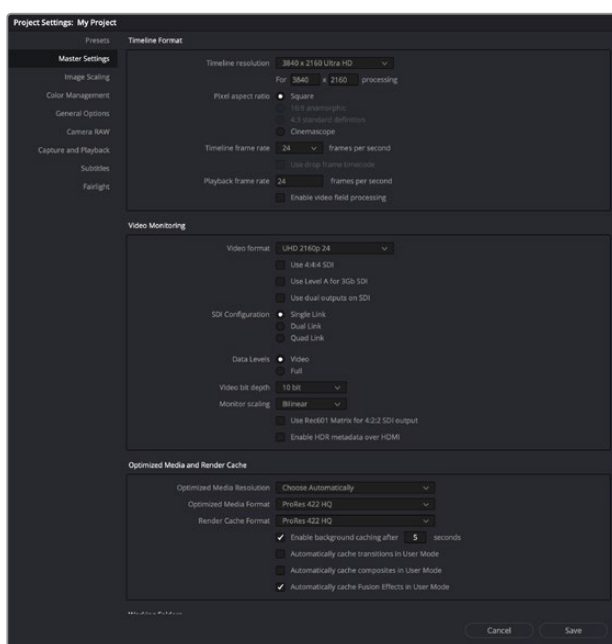 Project Settings: My Project
Presets
Master Settings
Image Scaling
Color Management
General Options
Camera RAW
Capture and Playback
Subtitles
Fairlight
Timeline Format
Timeline resolution 3840 x 2160 Ultra HD
For 3840 x 2160 processing
Pixel aspect ratio Square
16:9 anamorphic
4:3 standard definition
Cinemascope
Timeline frame rate 24 frames per second
Use drop frame timecode
Playback frame rate 24 frames per second
Enable video field processing
Video Monitoring
Video format UHD 2160p 24
Use 4:4:4 SDI
Use Level A for 3Gb SDI
Use dual outputs on SDI
SDI Configuration Single Link
Dual Link
Quad Link
Data Levels Video
Full
Video bit depth 10 bit
Monitor scaling Bilinear
Use Rec601 Matrix for 4:2:2 SDI output
Enable HDR metadata over HDMI
Optimized Media and Render Cache
Optimized Media Resolution Choose Automatically
Optimized Media Format ProRes 422 HQ
Render Cache Format ProRes 422 HQ
Enable background caching after 5 seconds
Automatically cache transitions in User Mode
Automatically cache composites in User Mode
Automatically cache Fusion Effects in User Mode
Working Folders
Cancel Save